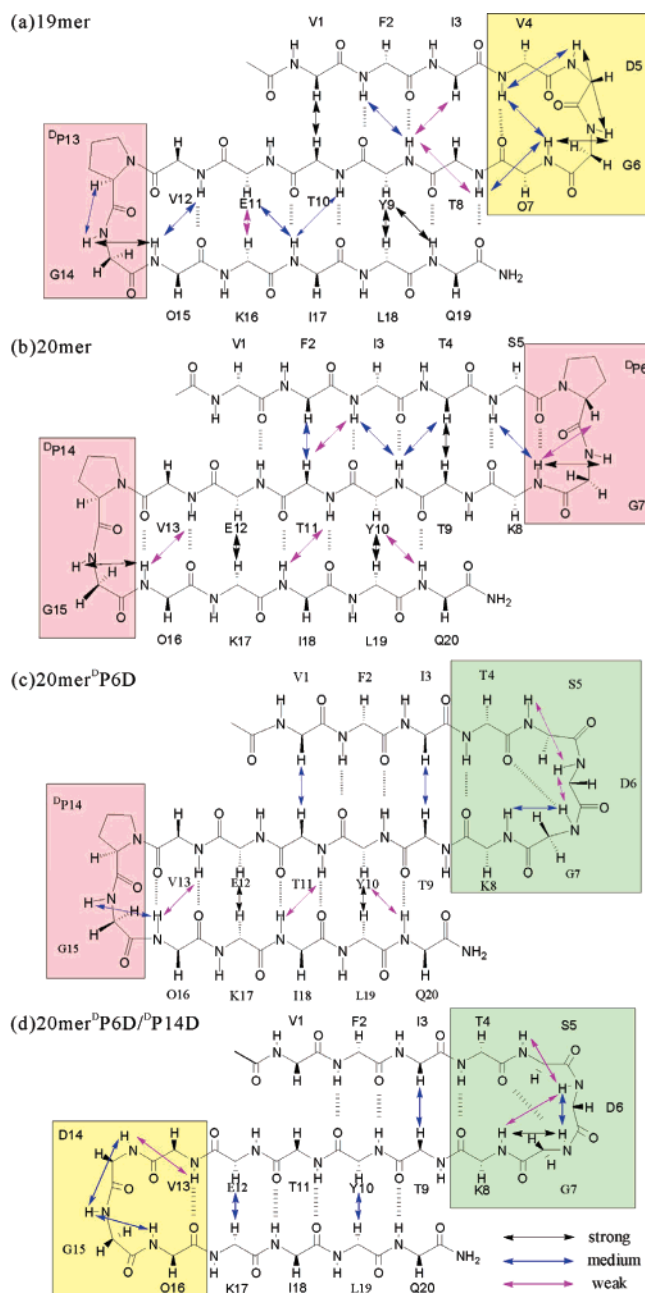 (a)19mer
V1 F2 I3 V4
D5
ᴰP13
G6
V12 E11 T10 Y9 T8 O7
G14
NH₂
O15 K16 I17 L18 Q19
(b)20mer
V1 F2 I3 T4 S5
ᴰP6
ᴰP14
G7
V13 E12 T11 Y10 T9 K8
G15
NH₂
O16 K17 I18 L19 Q20
(c)20merᴰP6D
V1 F2 I3 T4 S5
D6
ᴰP14
V13 E12 T11 Y10 T9 K8 G7
G15
NH₂
O16 K17 I18 L19 Q20
(d)20merᴰP6D/ᴰP14D
V1 F2 I3 T4 S5
D6
D14
V13 E12 T11 Y10 T9 K8 G7
G15
NH₂
O16 K17 I18 L19 Q20
strong
medium
weak